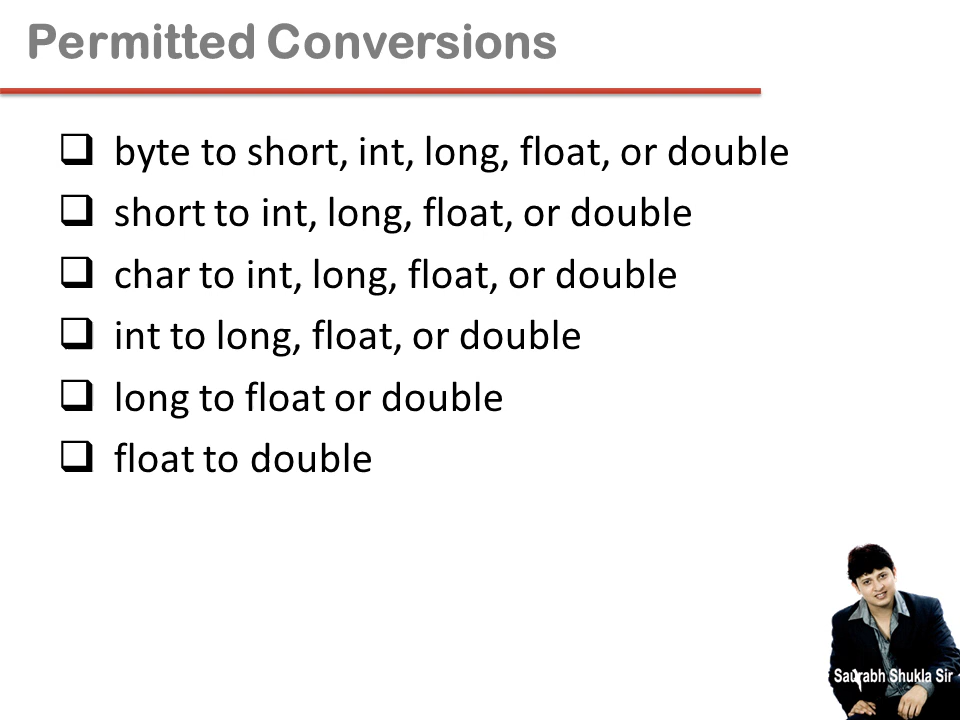 Permitted Conversions
byte to short, int, long, float, or double
short to int, long, float, or double
char to int, long, float, or double
int to long, float, or double
long to float or double
float to double
Saurabh Shukla Sir